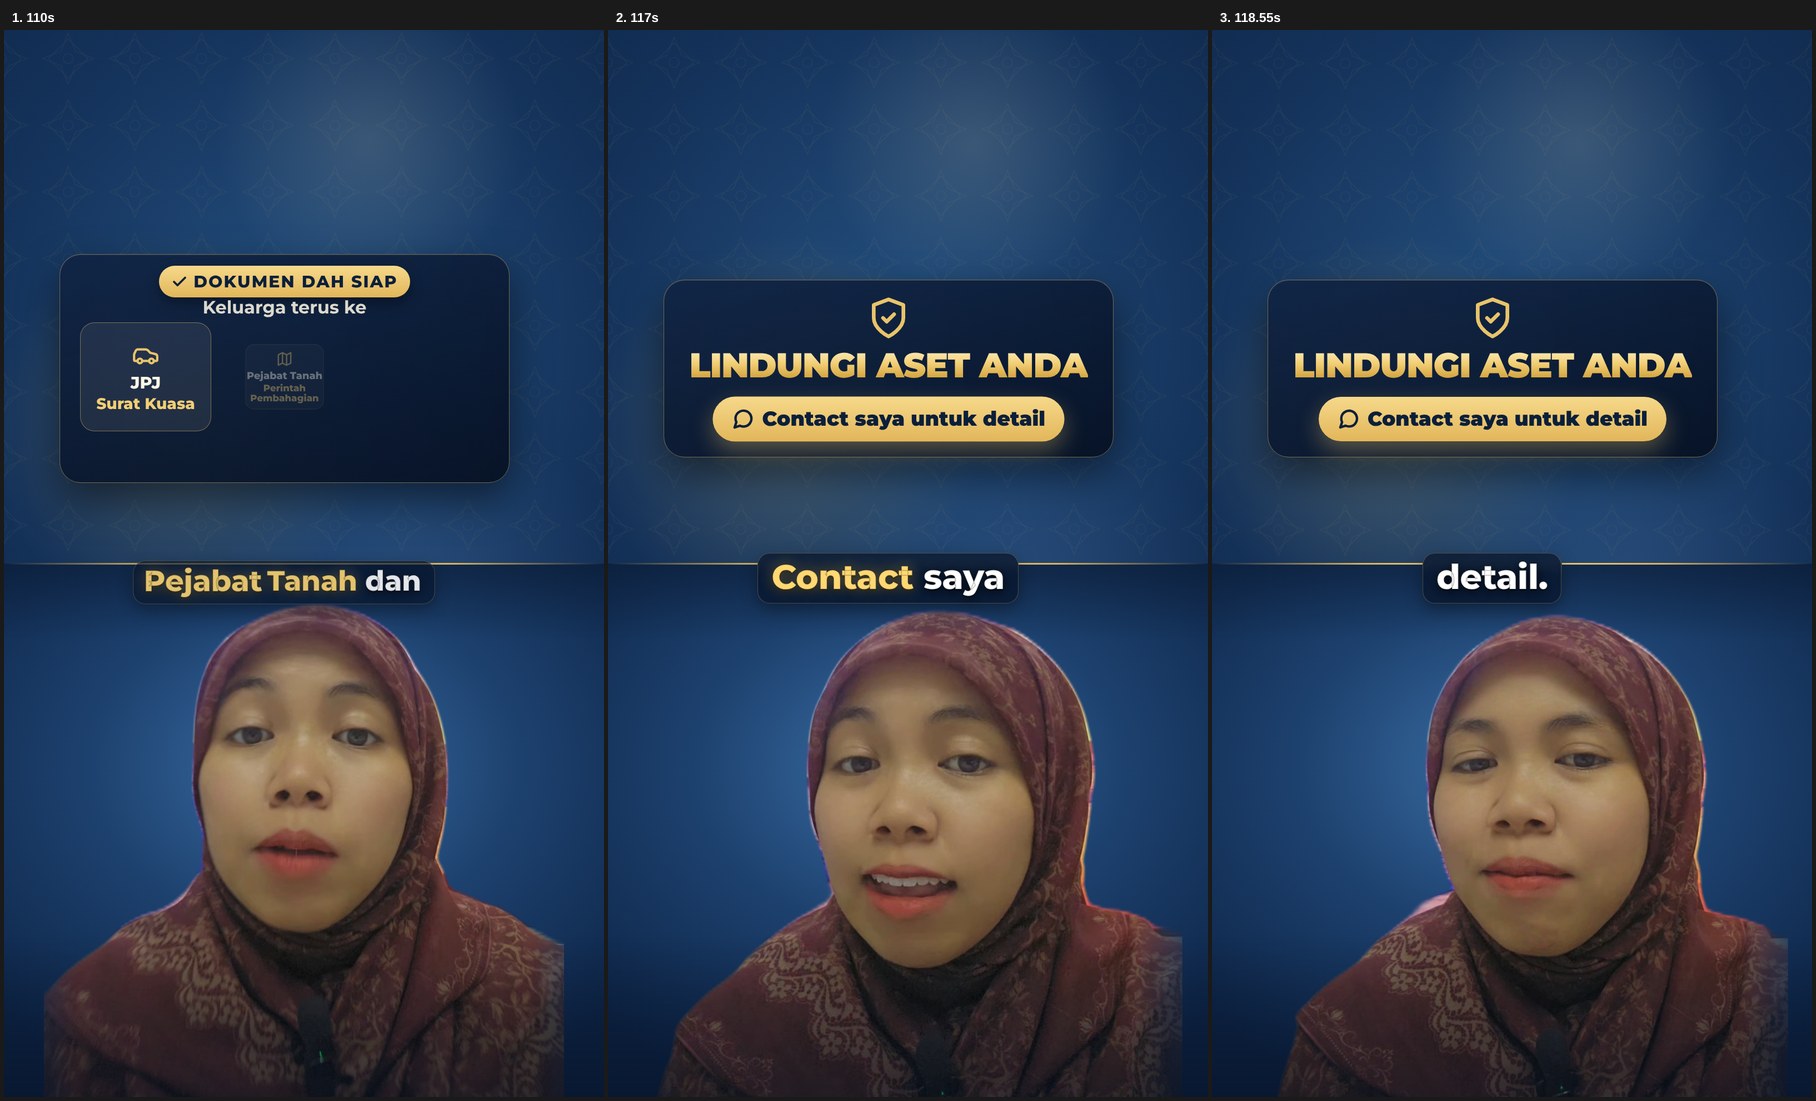 1. 110s
DOKUMEN DAH SIAP
Keluarga terus ke
JPJ
Surat Kuasa
Pejabat Tanah
Perintah
Pembahagian
Pejabat Tanah dan
2. 117s
LINDUNGI ASET ANDA
Contact saya untuk detail
Contact saya
3. 118.55s
LINDUNGI ASET ANDA
Contact saya untuk detail
detail.